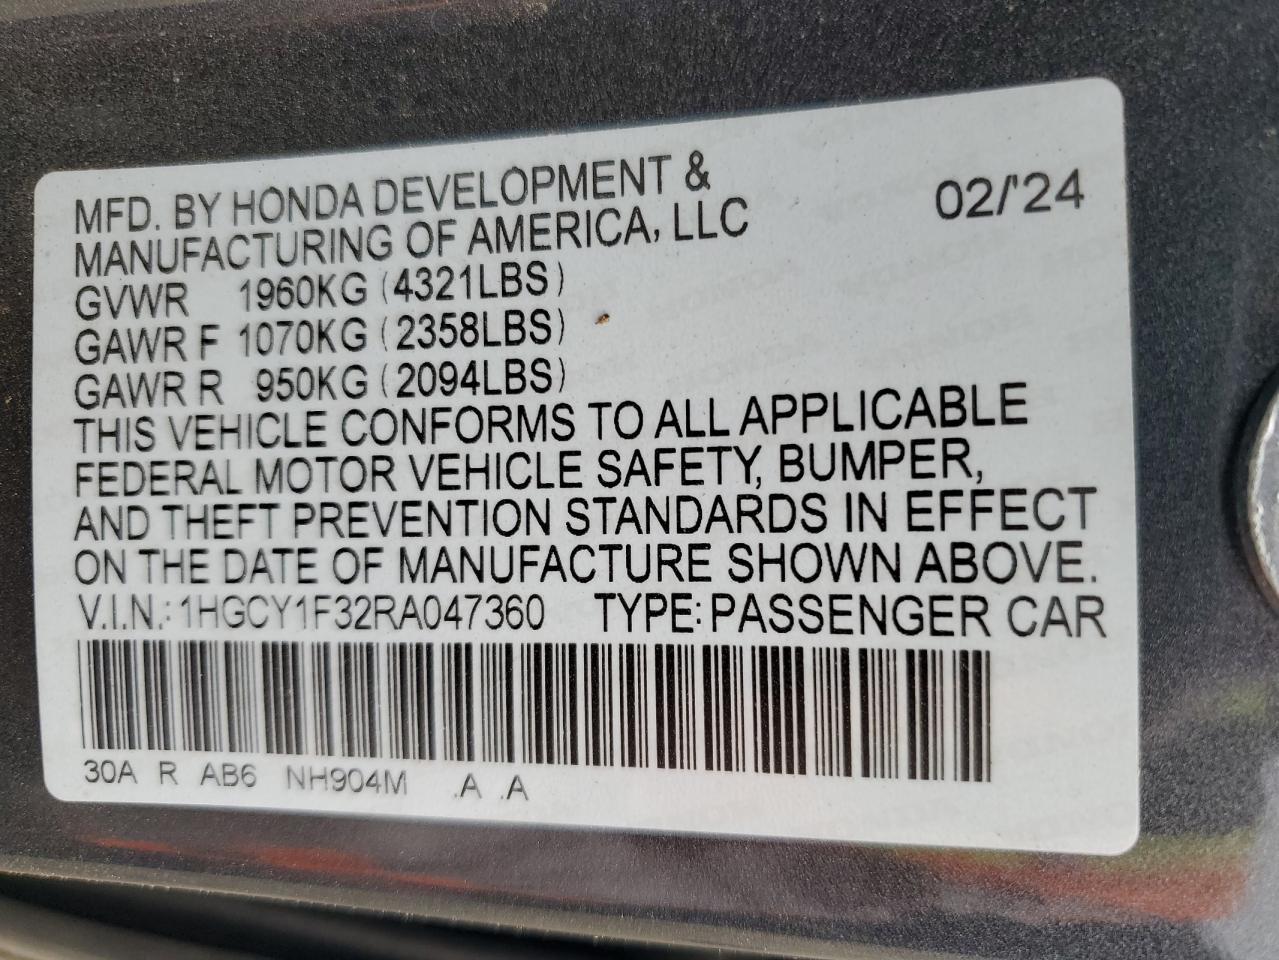 MFD. BY HONDA DEVELOPMENT &
MANUFACTURING OF AMERICA, LLC
02/'24
GVWR 1960KG (4321LBS)
GAWR F 1070KG (2358LBS)
GAWR R 950KG (2094LBS)
THIS VEHICLE CONFORMS TO ALL APPLICABLE
FEDERAL MOTOR VEHICLE SAFETY, BUMPER,
AND THEFT PREVENTION STANDARDS IN EFFECT
ON THE DATE OF MANUFACTURE SHOWN ABOVE.
V.I.N.: 1HGCY1F32RA047360 TYPE: PASSENGER CAR
30A R AB6 NH904M .A .A